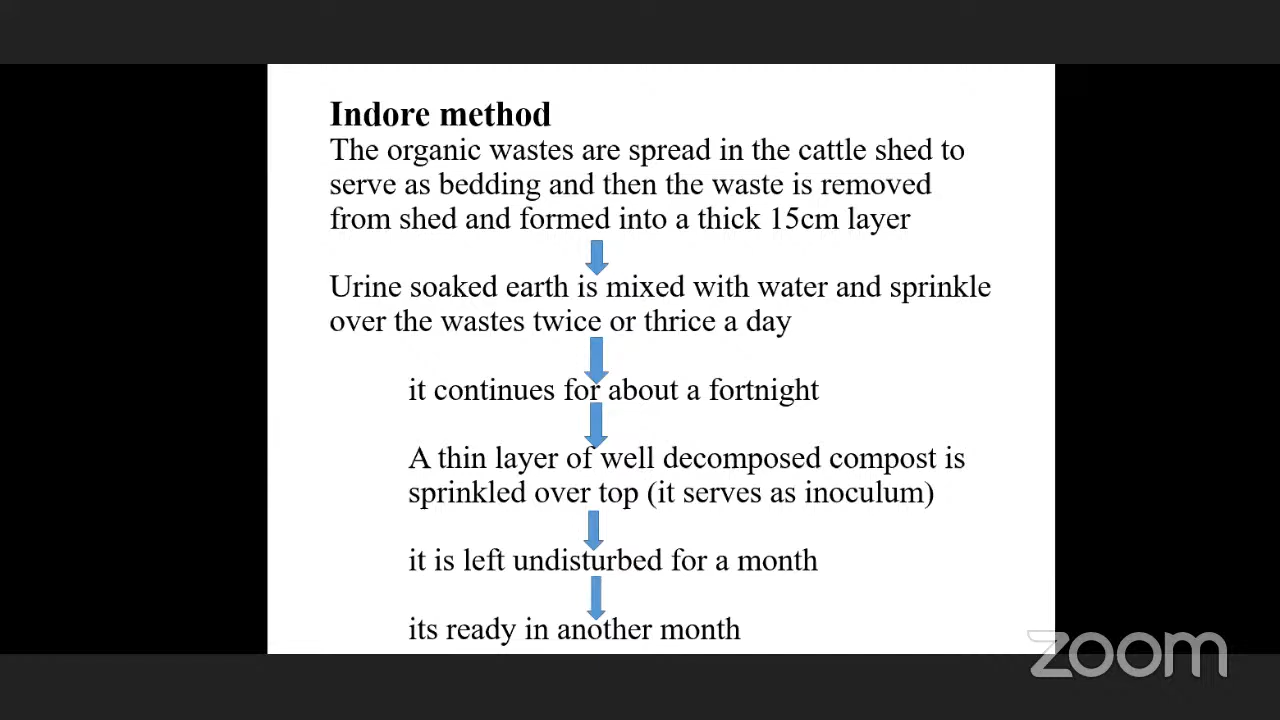 Indore method
The organic wastes are spread in the cattle shed to
serve as bedding and then the waste is removed
from shed and formed into a thick 15cm layer
Urine soaked earth is mixed with water and sprinkle
over the wastes twice or thrice a day
it continues for about a fortnight
A thin layer of well decomposed compost is
sprinkled over top (it serves as inoculum)
it is left undisturbed for a month
its ready in another month
zoom